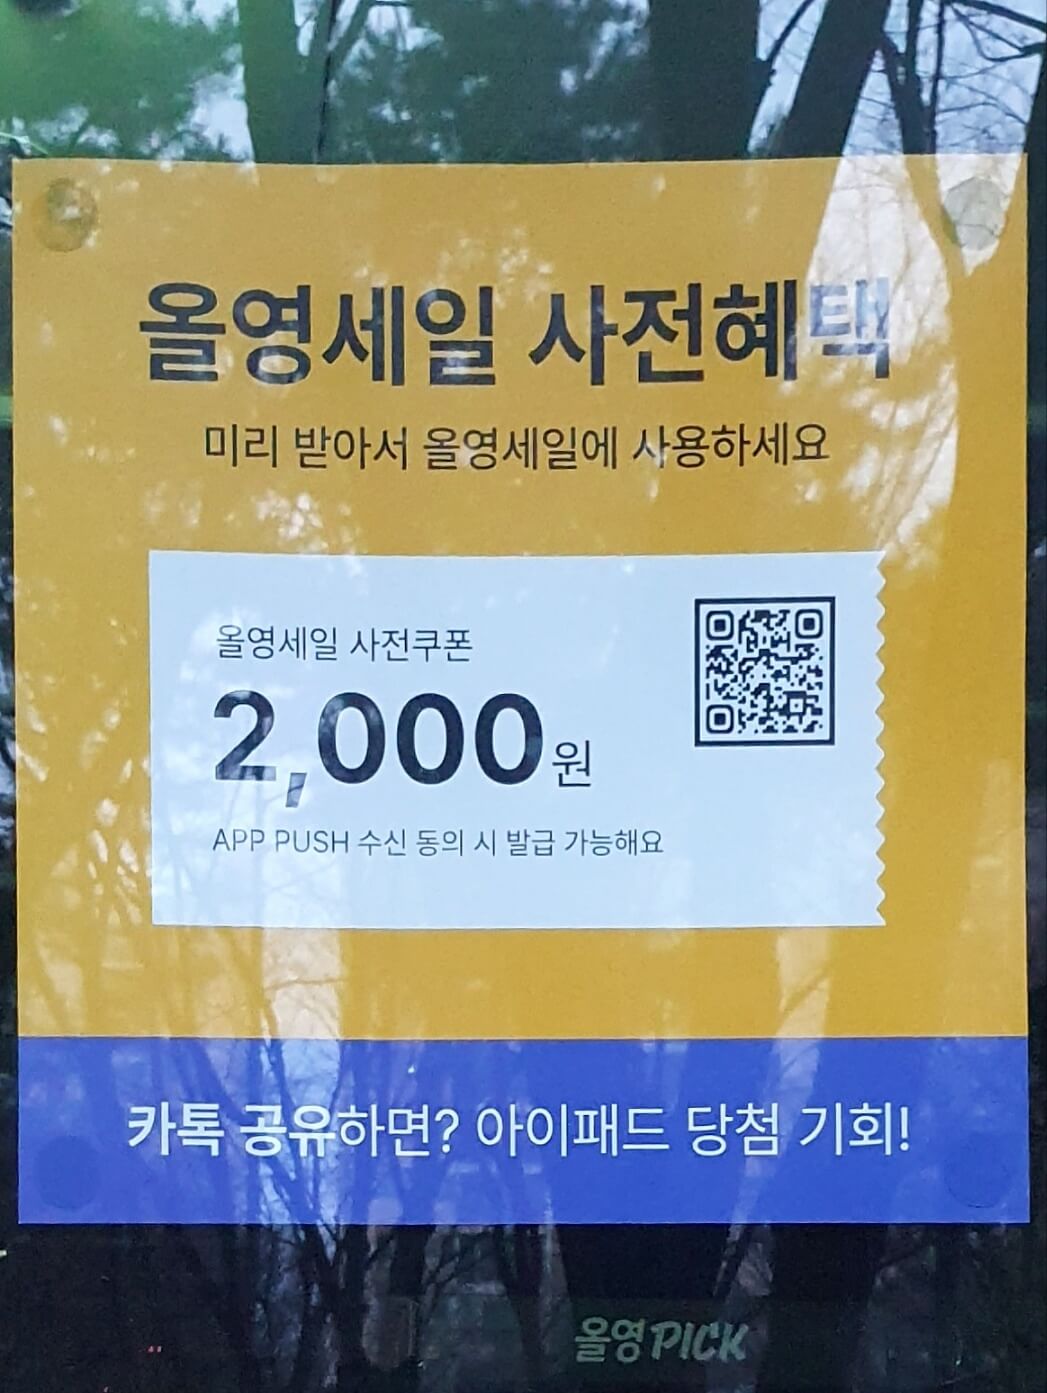 올영세일 사전혜택
미리 받아서 올영세일에 사용하세요
올영세일 사전쿠폰
2,000원
APP PUSH 수신 동의 시 발급 가능해요
카톡 공유하면? 아이패드 당첨 기회!
올영PICK